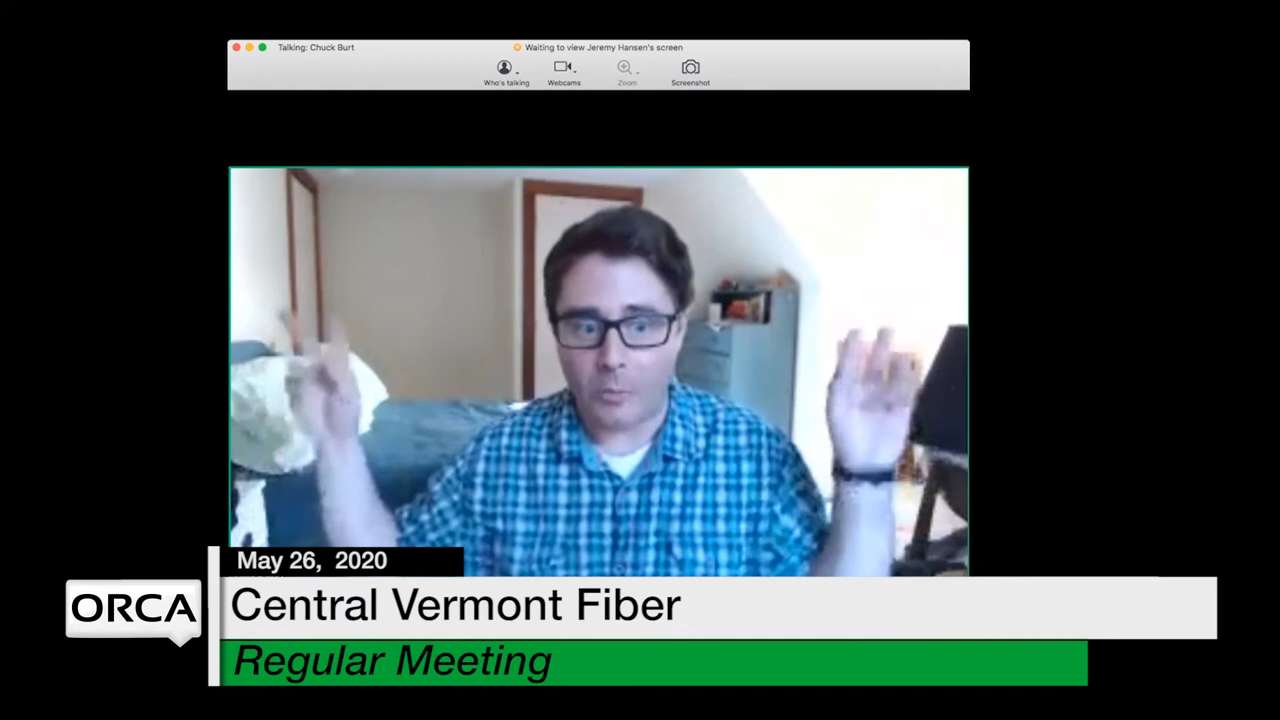 Talking: Chuck Burt
Waiting to view Jeremy Hansen's screen
Who's talking
Webcams
Zoom
Screenshot
May 26, 2020
ORCA
Central Vermont Fiber
Regular Meeting